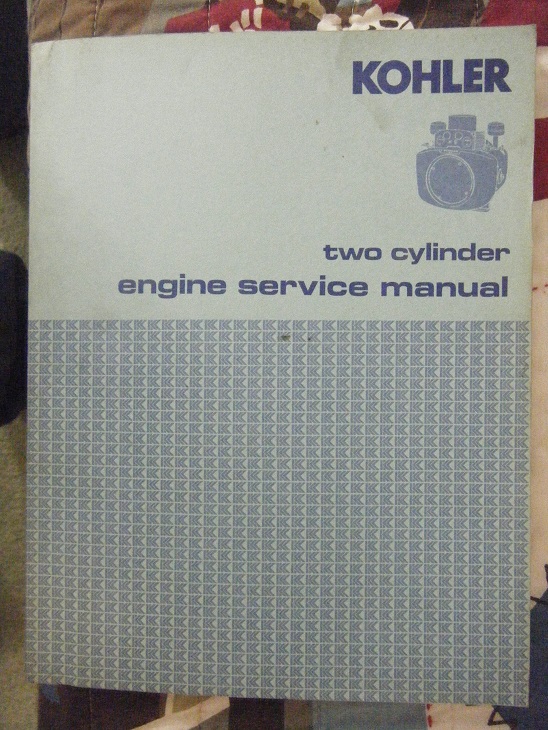 KOHLER
two cylinder
engine service manual